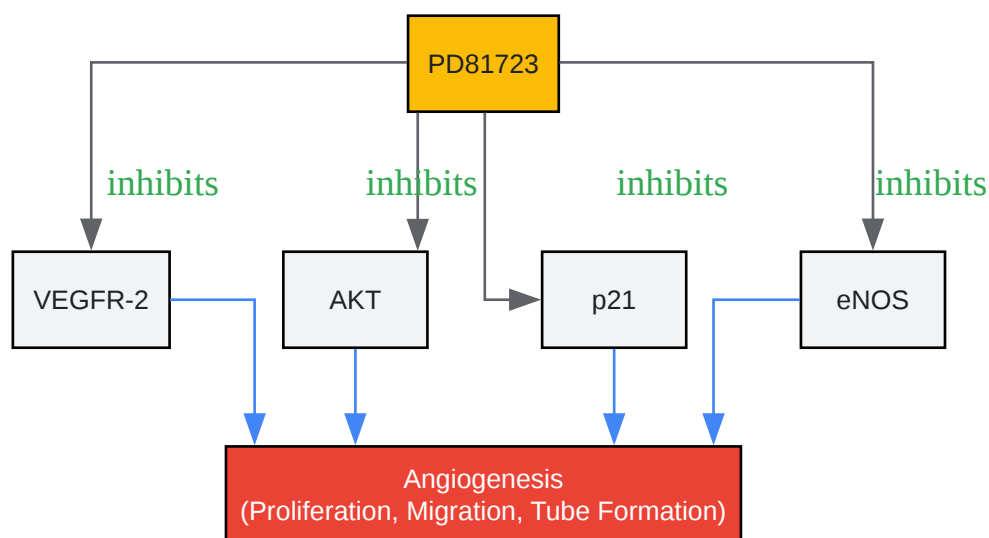 PD81723
inhibits
inhibits
inhibits
inhibits
VEGFR-2
AKT
p21
eNOS
Angiogenesis
(Proliferation, Migration, Tube Formation)